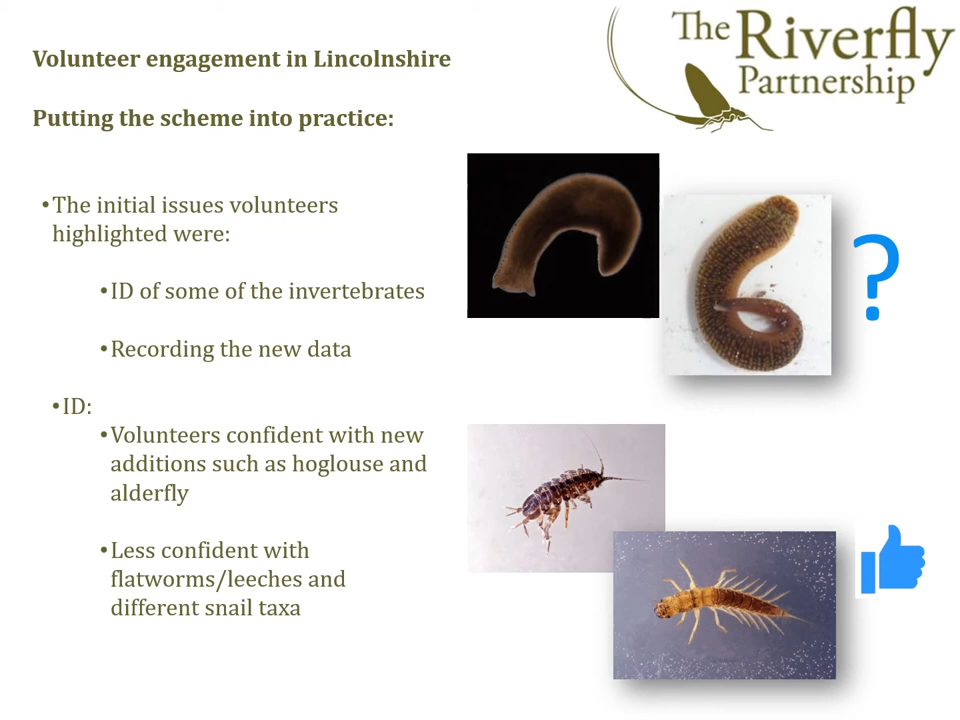 Volunteer engagement in Lincolnshire
The Riverfly
Partnership
Putting the scheme into practice:
•The initial issues volunteers
highlighted were:
•ID of some of the invertebrates
•Recording the new data
•ID:
•Volunteers confident with new
additions such as hoglouse and
alderfly
•Less confident with
flatworms/leeches and
different snail taxa
?